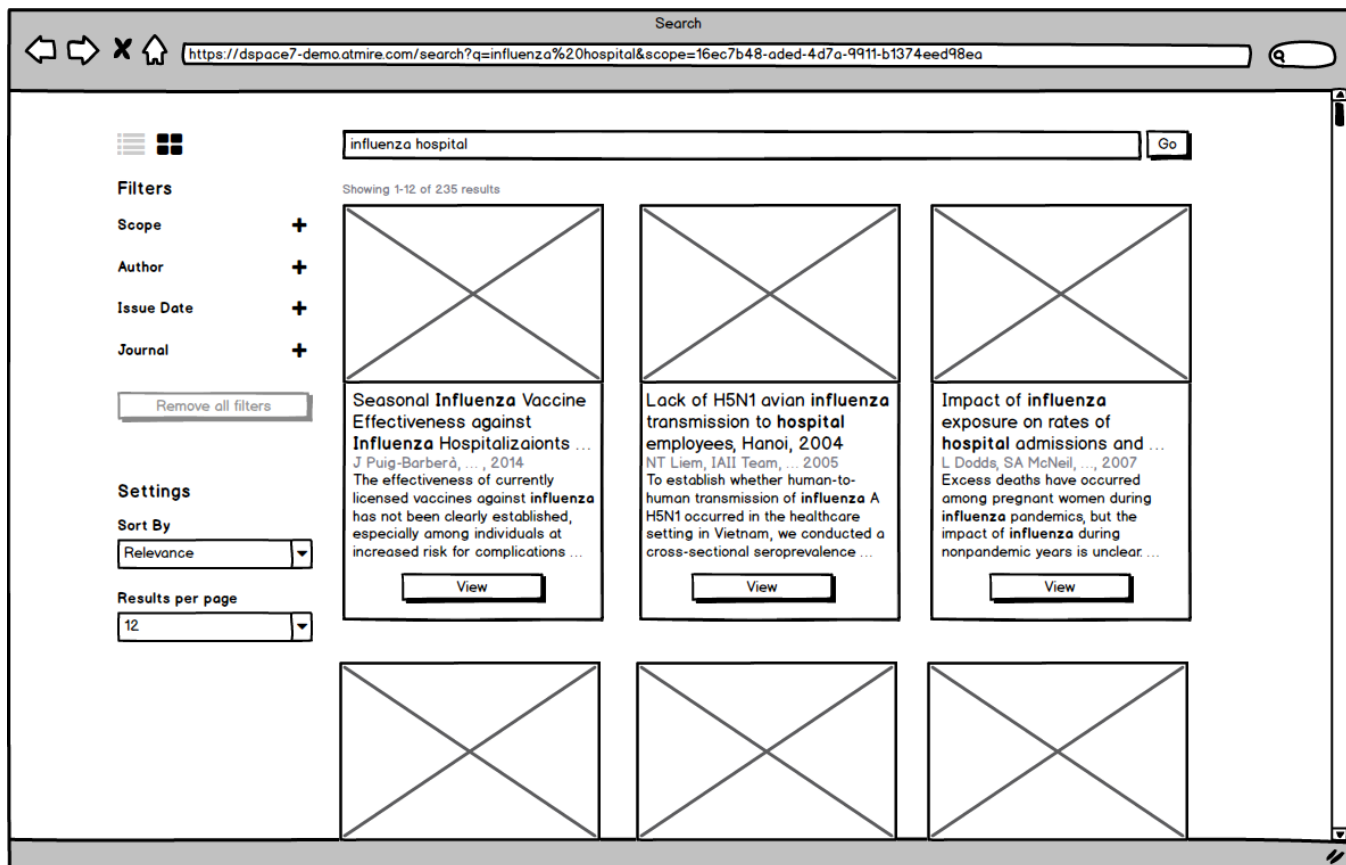 Search
https://dspace7-demo.atmire.com/search?q=influenza%20hospital&scope=16ec7b48-aded-4d7a-9911-b1374eed98ea
influenza hospital
Go
Filters
Showing 1-12 of 235 results
Scope
Author
Issue Date
Journal
Remove all filters
Settings
Sort By
Relevance
Results per page
12
Seasonal Influenza Vaccine
Effectiveness against
Influenza Hospitalizaionts ...
J Puig-Barberà, ... , 2014
The effectiveness of currently
licensed vaccines against influenza
has not been clearly established,
especially among individuals at
increased risk for complications ...
View
Lack of H5N1 avian influenza
transmission to hospital
employees, Hanoi, 2004
NT Liem, IAII Team, ... 2005
To establish whether human-to-
human transmission of influenza A
H5N1 occurred in the healthcare
setting in Vietnam, we conducted a
cross-sectional seroprevalence ...
View
Impact of influenza
exposure on rates of
hospital admissions and ...
L Dodds, SA McNeil, ..., 2007
Excess deaths have occurred
among pregnant women during
influenza pandemics, but the
impact of influenza during
nonpandemic years is unclear. ...
View